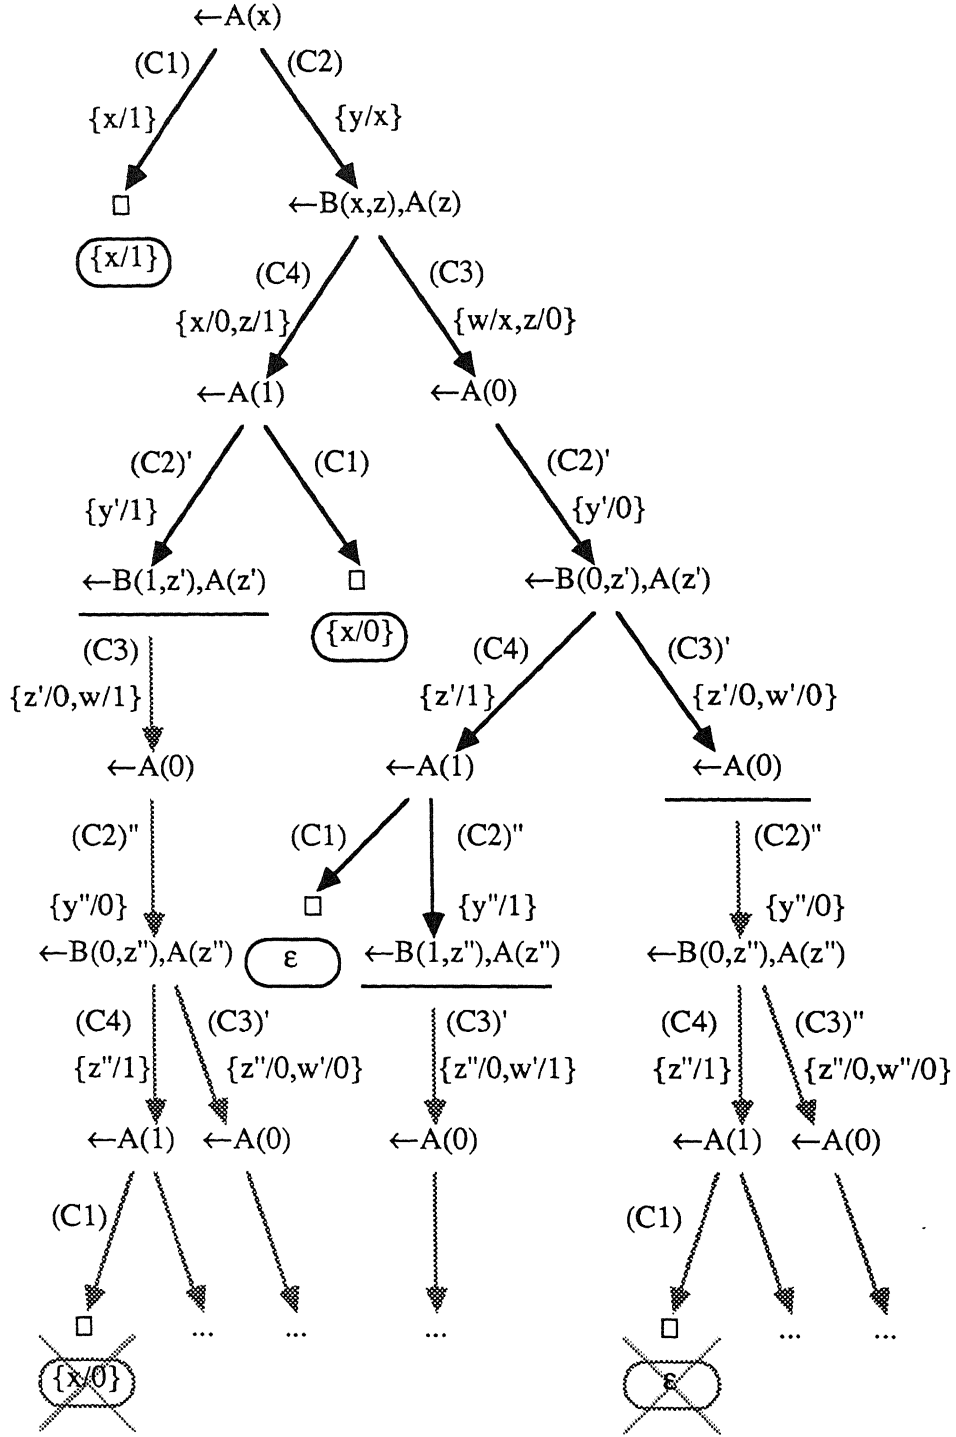 ←A(x)
(C1) (C2)
{x/1} {y/x}
□ ←B(x,z),A(z)
{x/1}
(C4) (C3)
{x/0,z/1} {w/x,z/0}
←A(1) ←A(0)
(C2)' (C1) (C2)'
{y'/1} {y'/0}
←B(1,z'),A(z') □ ←B(0,z'),A(z')
{x/0}
(C3) (C4) (C3)'
{z'/0,w/1} {z'/1} {z'/0,w'/0}
←A(0) ←A(1) ←A(0)
(C2)" (C1) (C2)" (C2)"
{y"/0} □ {y"/1} {y"/0}
←B(0,z"),A(z") ε ←B(1,z"),A(z") ←B(0,z"),A(z")
(C4) (C3)' (C3)' (C4) (C3)"
{z"/1} {z"/0,w'/0} {z"/0,w'/1} {z"/1} {z"/0,w"/0}
←A(1) ←A(0) ←A(0) ←A(1) ←A(0)
(C1) (C1)
□ ... ... ... □ ... ...
{x/0} ε